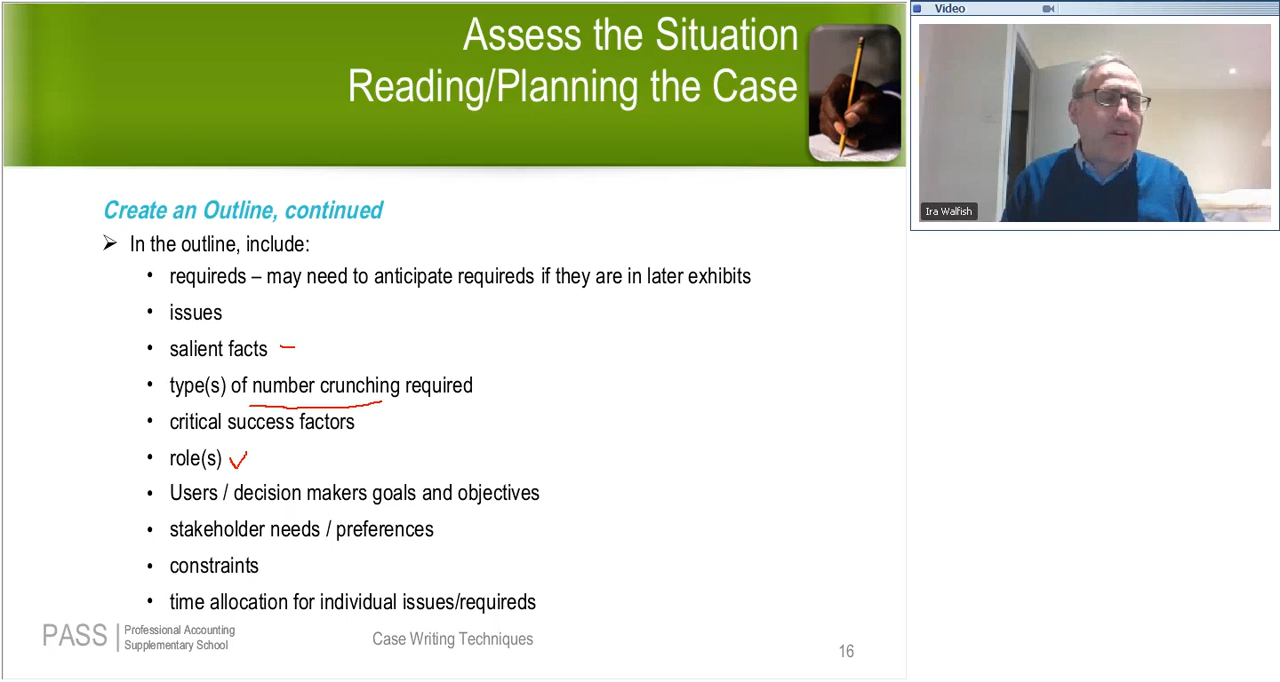 Assess the Situation
Reading/Planning the Case
Video
Ira Walfish
Create an Outline, continued
In the outline, include:
• requireds – may need to anticipate requireds if they are in later exhibits
• issues
• salient facts
• type(s) of number crunching required
• critical success factors
• role(s)
• Users / decision makers goals and objectives
• stakeholder needs / preferences
• constraints
• time allocation for individual issues/requireds
PASS
Professional Accounting
Supplementary School
Case Writing Techniques
16